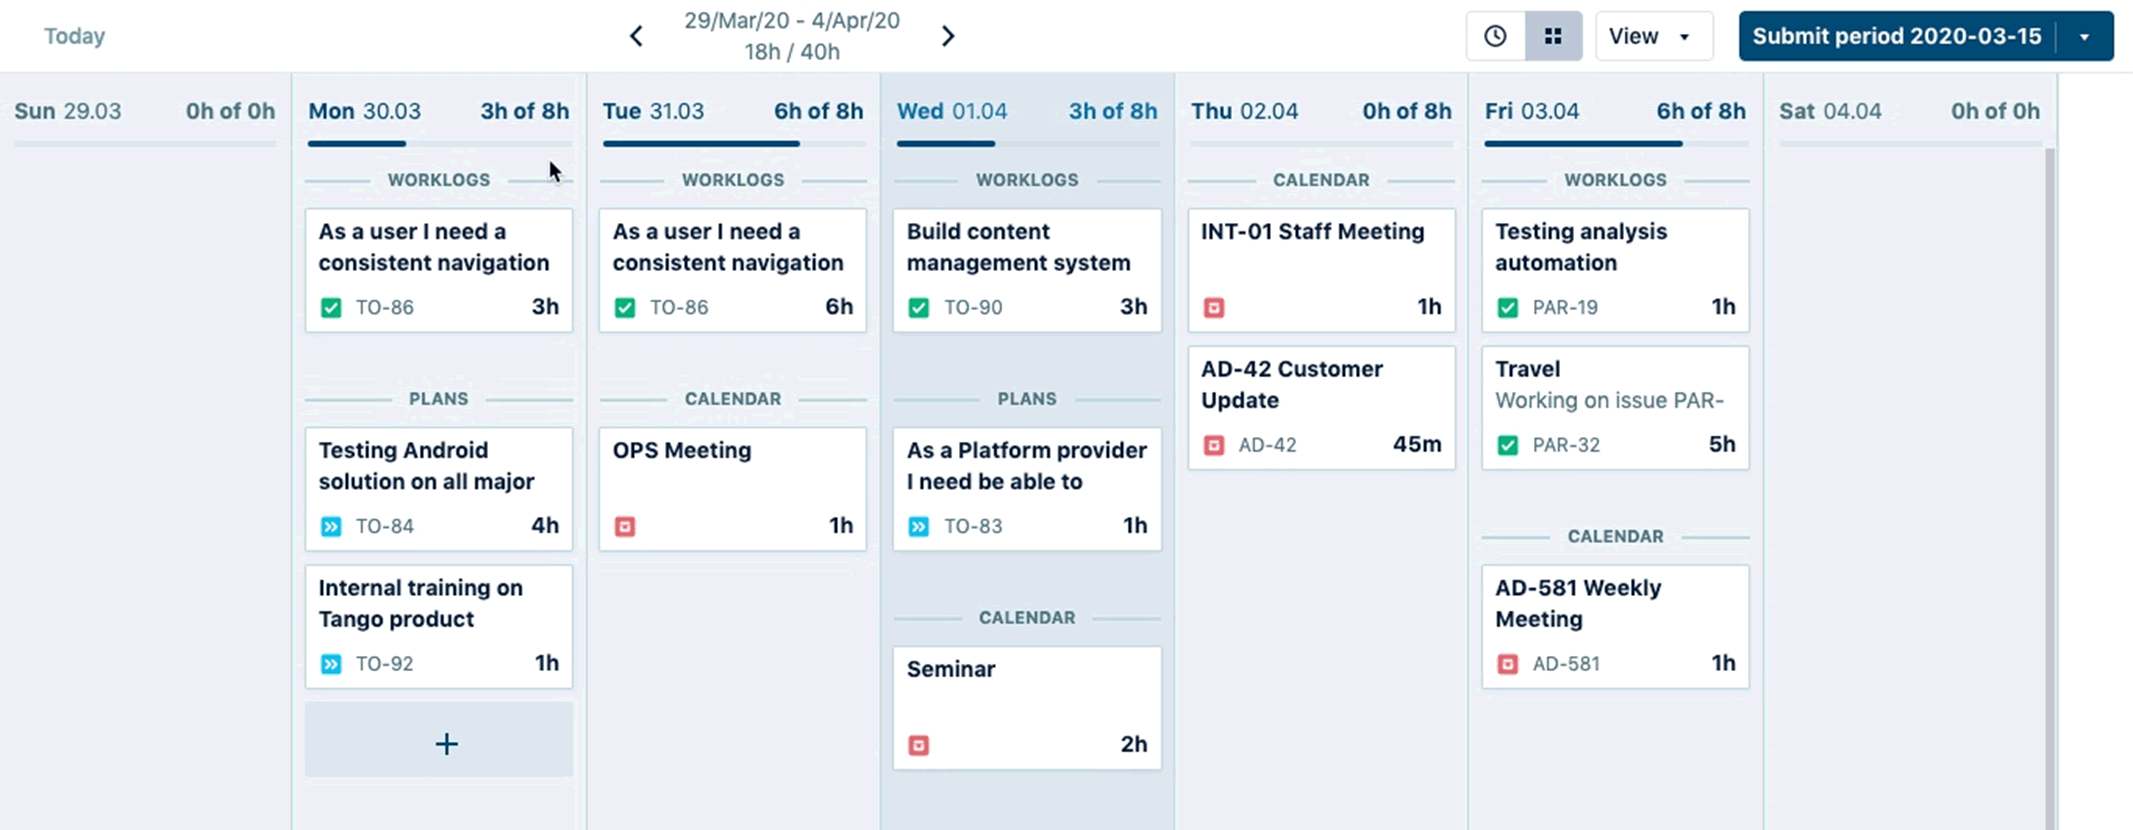 Today
29/Mar/20 - 4/Apr/20
18h / 40h
View
Submit period 2020-03-15
Sun 29.03 0h of 0h
Mon 30.03 3h of 8h
WORKLOGS
As a user I need a
consistent navigation
TO-86 3h
PLANS
Testing Android
solution on all major
TO-84 4h
Internal training on
Tango product
TO-92 1h
+
Tue 31.03 6h of 8h
WORKLOGS
As a user I need a
consistent navigation
TO-86 6h
CALENDAR
OPS Meeting
1h
Wed 01.04 3h of 8h
WORKLOGS
Build content
management system
TO-90 3h
PLANS
As a Platform provider
I need be able to
TO-83 1h
CALENDAR
Seminar
2h
Thu 02.04 0h of 8h
CALENDAR
INT-01 Staff Meeting
1h
AD-42 Customer
Update
AD-42 45m
Fri 03.04 6h of 8h
WORKLOGS
Testing analysis
automation
PAR-19 1h
Travel
Working on issue PAR-
PAR-32 5h
CALENDAR
AD-581 Weekly
Meeting
AD-581 1h
Sat 04.04 0h of 0h